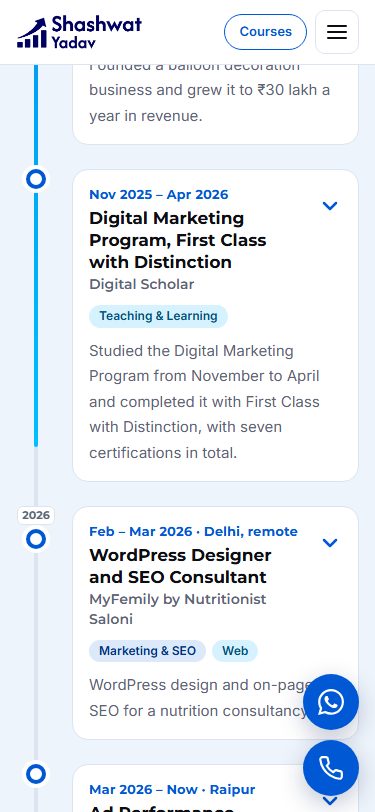 Shashwat
Yadav
Courses
Founded a balloon decoration
business and grew it to ₹30 lakh a
year in revenue.
Nov 2025 – Apr 2026
Digital Marketing
Program, First Class
with Distinction
Digital Scholar
Teaching & Learning
Studied the Digital Marketing
Program from November to April
and completed it with First Class
with Distinction, with seven
certifications in total.
2026
Feb – Mar 2026 · Delhi, remote
WordPress Designer
and SEO Consultant
MyFemily by Nutritionist
Saloni
Marketing & SEO
Web
WordPress design and on-page
SEO for a nutrition consultancy
Mar 2026 – Now · Raipur
Ad Performance